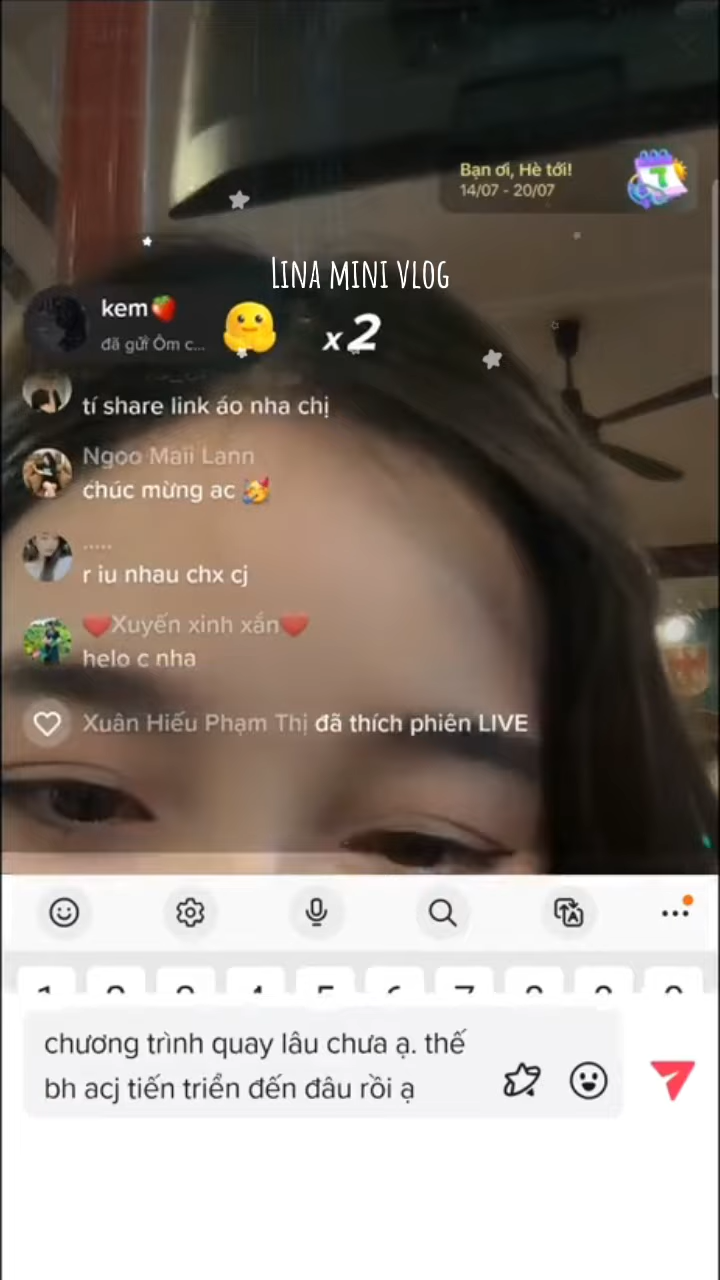 Bạn ơi, Hè tới!
14/07 - 20/07
LINA MINI VLOG
kem🍓
đã gửi Ôm c...
x2
tí share link áo nha chị
Ngọo Maii Lann
chúc mừng ac 🥳
.....
r iu nhau chx cj
❤️Xuyến xinh xắn❤️
helo c nha
Xuân Hiếu Phạm Thị đã thích phiên LIVE
chương trình quay lâu chưa ạ. thế
bh acj tiến triển đến đâu rồi ạ